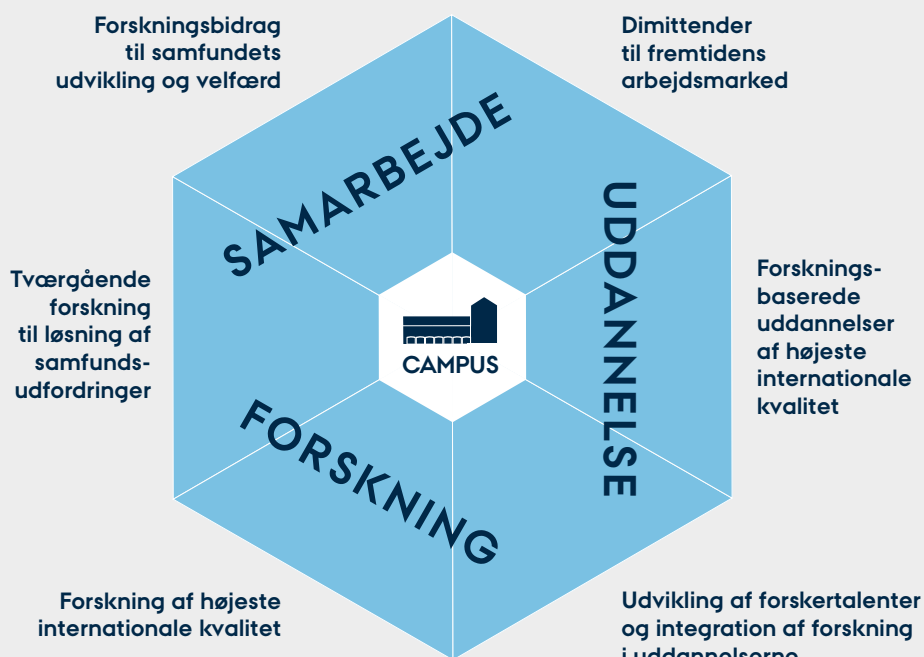 Forskningsbidrag
til samfundets
udvikling og velfærd
Dimittender
til fremtidens
arbejdsmarked
SAMARBEJDE
UDDANNELSE
Tværgående
forskning
til løsning af
samfunds-
udfordringer
CAMPUS
Forsknings-
baserede
uddannelser
af højeste
internationale
kvalitet
FORSKNING
Forskning af højeste
internationale kvalitet
Udvikling af forskertalenter
og integration af forskning
i uddannelserne